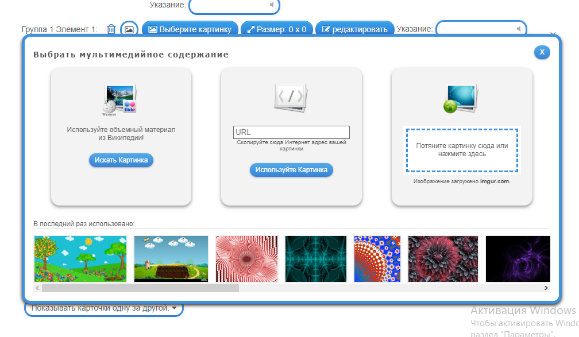 Указание:
Группа 1 Элемент 1:
Выберите картинку
Размер: 0 x 0
редактировать
Указание:
Выбрать мультимедийное содержание
X
Используйте объемный материал
из Википедии!
Искать Картинка
URL
Скопируйте сюда Интернет адрес вашей
картинки
Используйте Картинка
Потяните картинку сюда или
нажмите здесь
Изображение загружено imgur.com.
В последний раз использовано:
Показывать карточки одну за другой.
Активация Windows
Чтобы активировать Windo
раздел "Параметры".